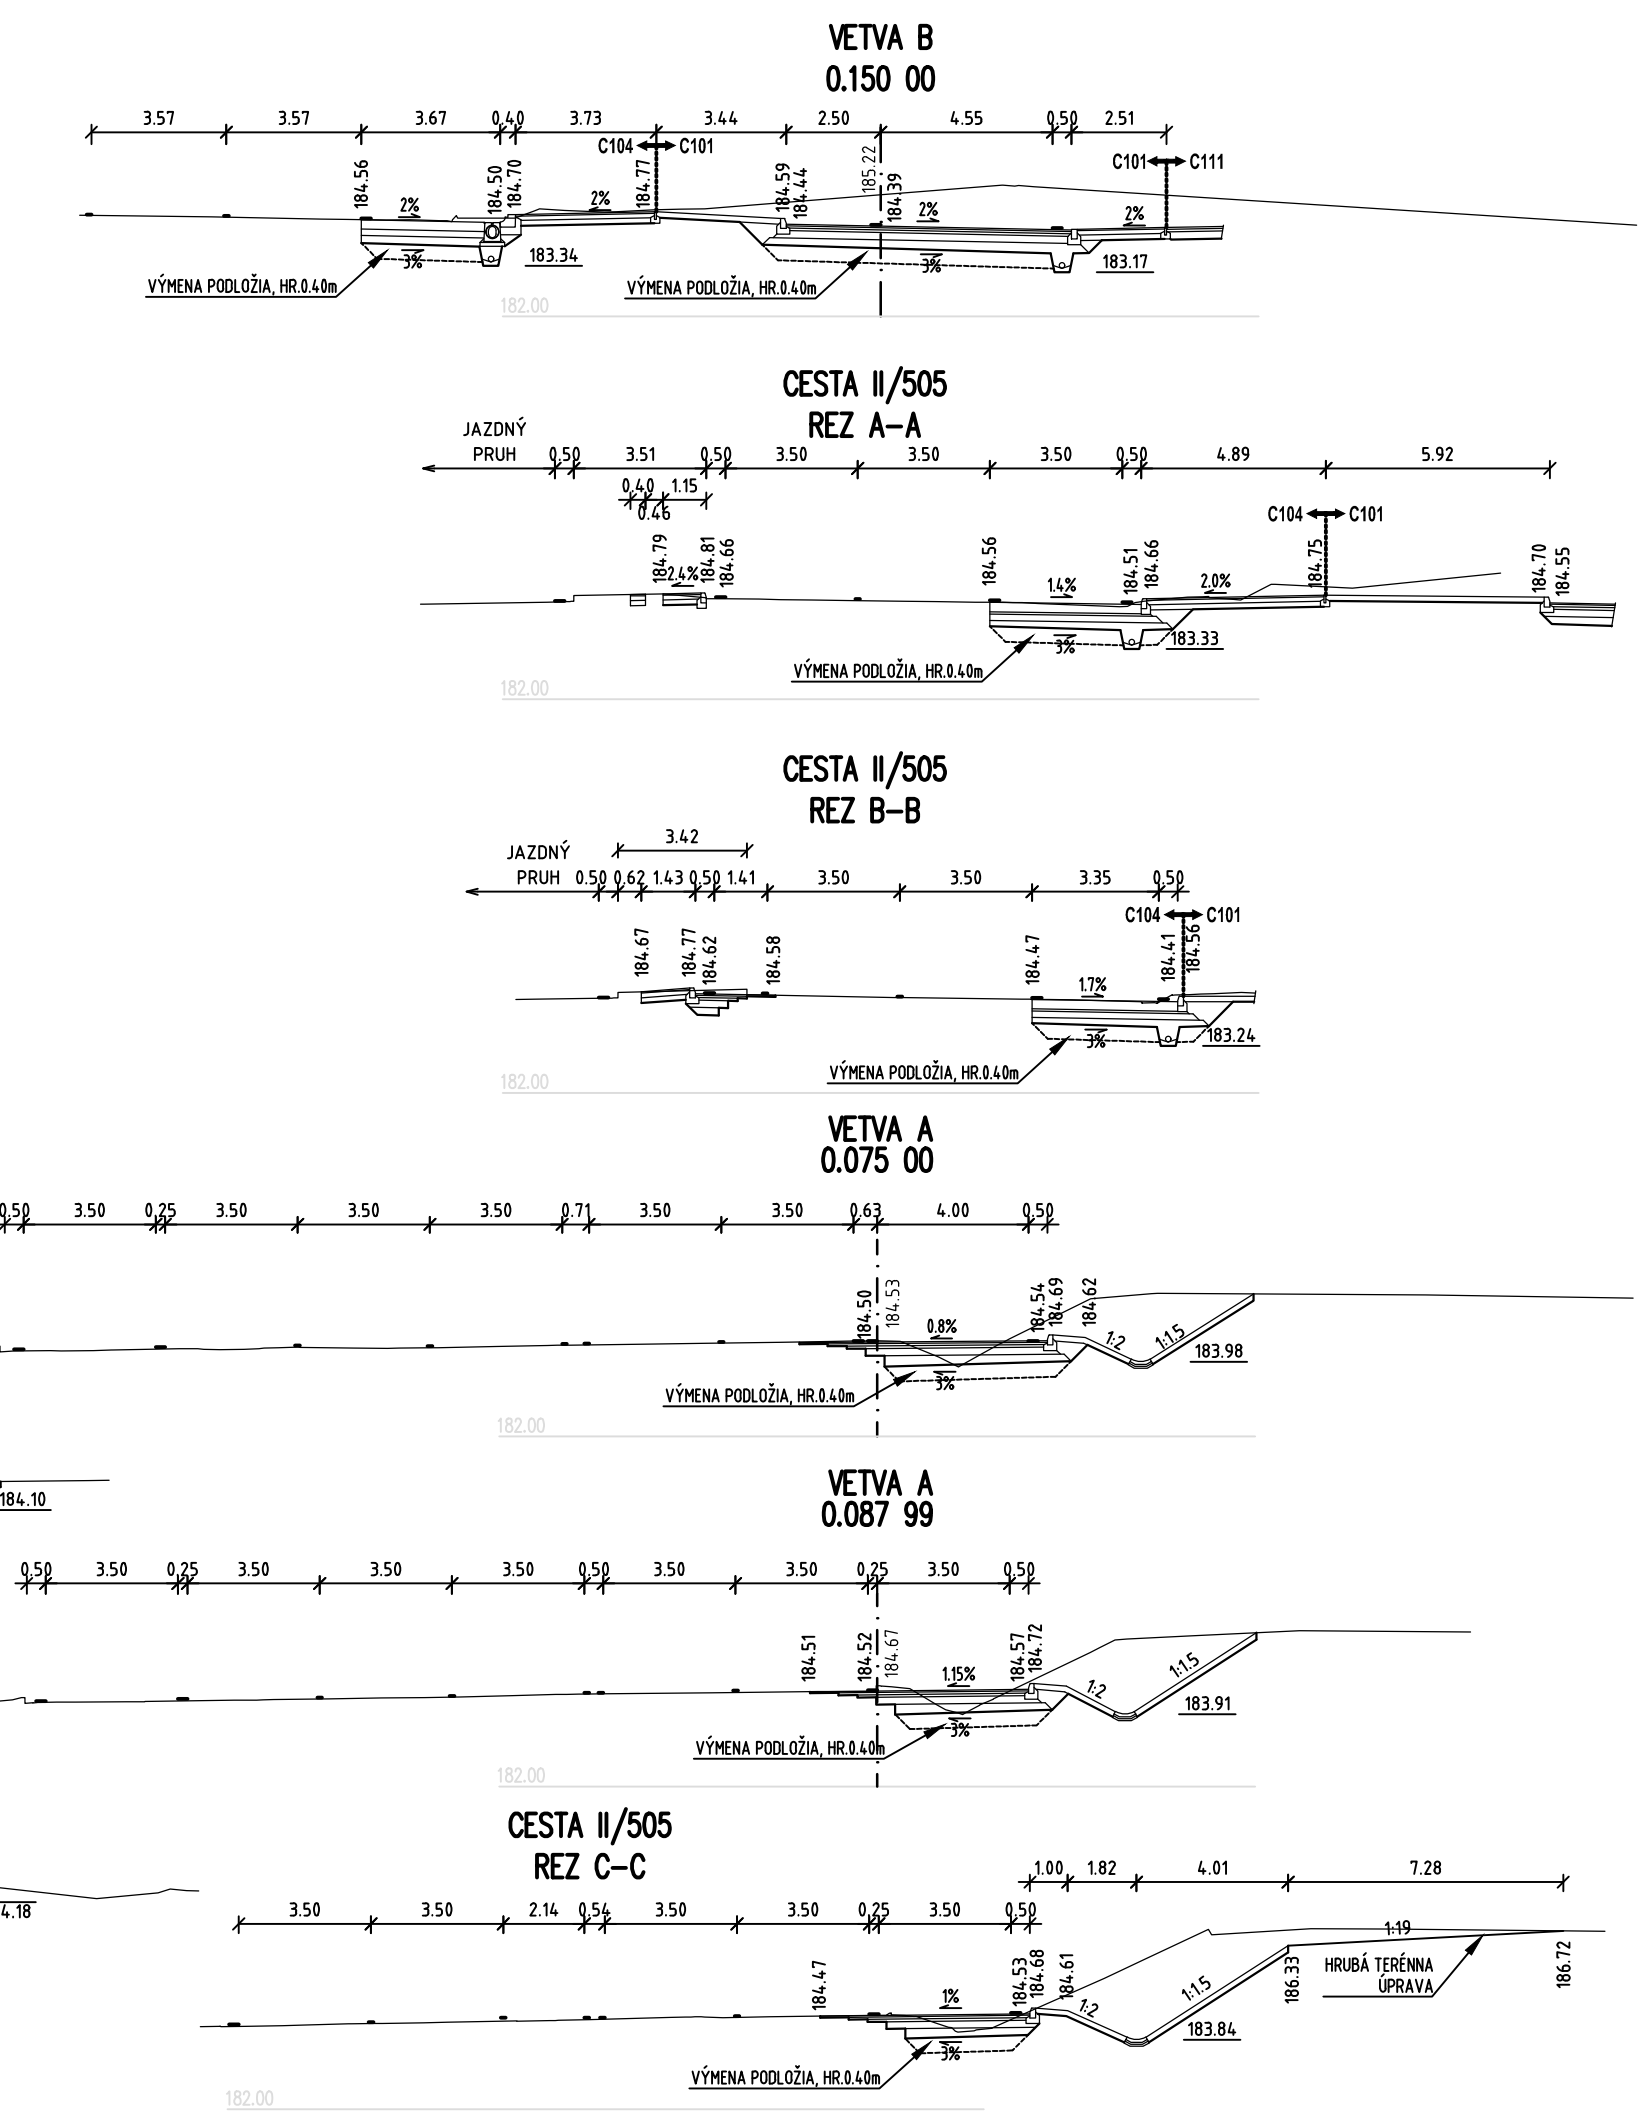 VETVA B
0.150 00
3.57 3.57 3.67 0.40 3.73 3.44 2.50 4.55 0.50 2.51
C104 C101
C101 C111
184.56 184.50 184.70 184.77 184.59 184.44 185.22 184.39
2% 2% 2% 2%
3% 183.34 3% 183.17
VÝMENA PODLOŽIA, HR.0.40m VÝMENA PODLOŽIA, HR.0.40m
182.00
CESTA II/505
REZ A-A
JAZDNÝ
PRUH 0.50 3.51 0.50 3.50 3.50 3.50 0.50 4.89 5.92
0.40 1.15
0.46
C104 C101
184.79 184.81 184.66 184.56 184.51 184.66 184.75 184.70 184.55
2.4% 1.4% 2.0%
3% 183.33
VÝMENA PODLOŽIA, HR.0.40m
182.00
CESTA II/505
REZ B-B
3.42
JAZDNÝ
PRUH 0.50 0.62 1.43 0.50 1.41 3.50 3.50 3.35 0.50
C104 C101
184.67 184.77 184.62 184.58 184.47 184.41 184.56
1.7%
3% 183.24
VÝMENA PODLOŽIA, HR.0.40m
182.00
VETVA A
0.075 00
0.50 3.50 0.25 3.50 3.50 3.50 0.71 3.50 3.50 0.63 4.00 0.50
184.50 184.53 184.54 184.69 184.62
0.8% 1:2 1:1.5
183.98
3%
VÝMENA PODLOŽIA, HR.0.40m
182.00
184.10
VETVA A
0.087 99
0.50 3.50 0.25 3.50 3.50 3.50 0.50 3.50 3.50 0.25 3.50 0.50
184.51 184.52 184.67 184.57 184.72
1.15% 1:2 1:1.5
183.91
3%
VÝMENA PODLOŽIA, HR.0.40m
182.00
CESTA II/505
REZ C-C
1.00 1.82 4.01 7.28
4.18
3.50 3.50 2.14 0.54 3.50 3.50 0.25 3.50 0.50
1:19
184.47 184.53 184.68 184.61 186.33 186.72
HRUBÁ TERÉNNA
ÚPRAVA
1% 1:2 1:1.5
183.84
3%
VÝMENA PODLOŽIA, HR.0.40m
182.00